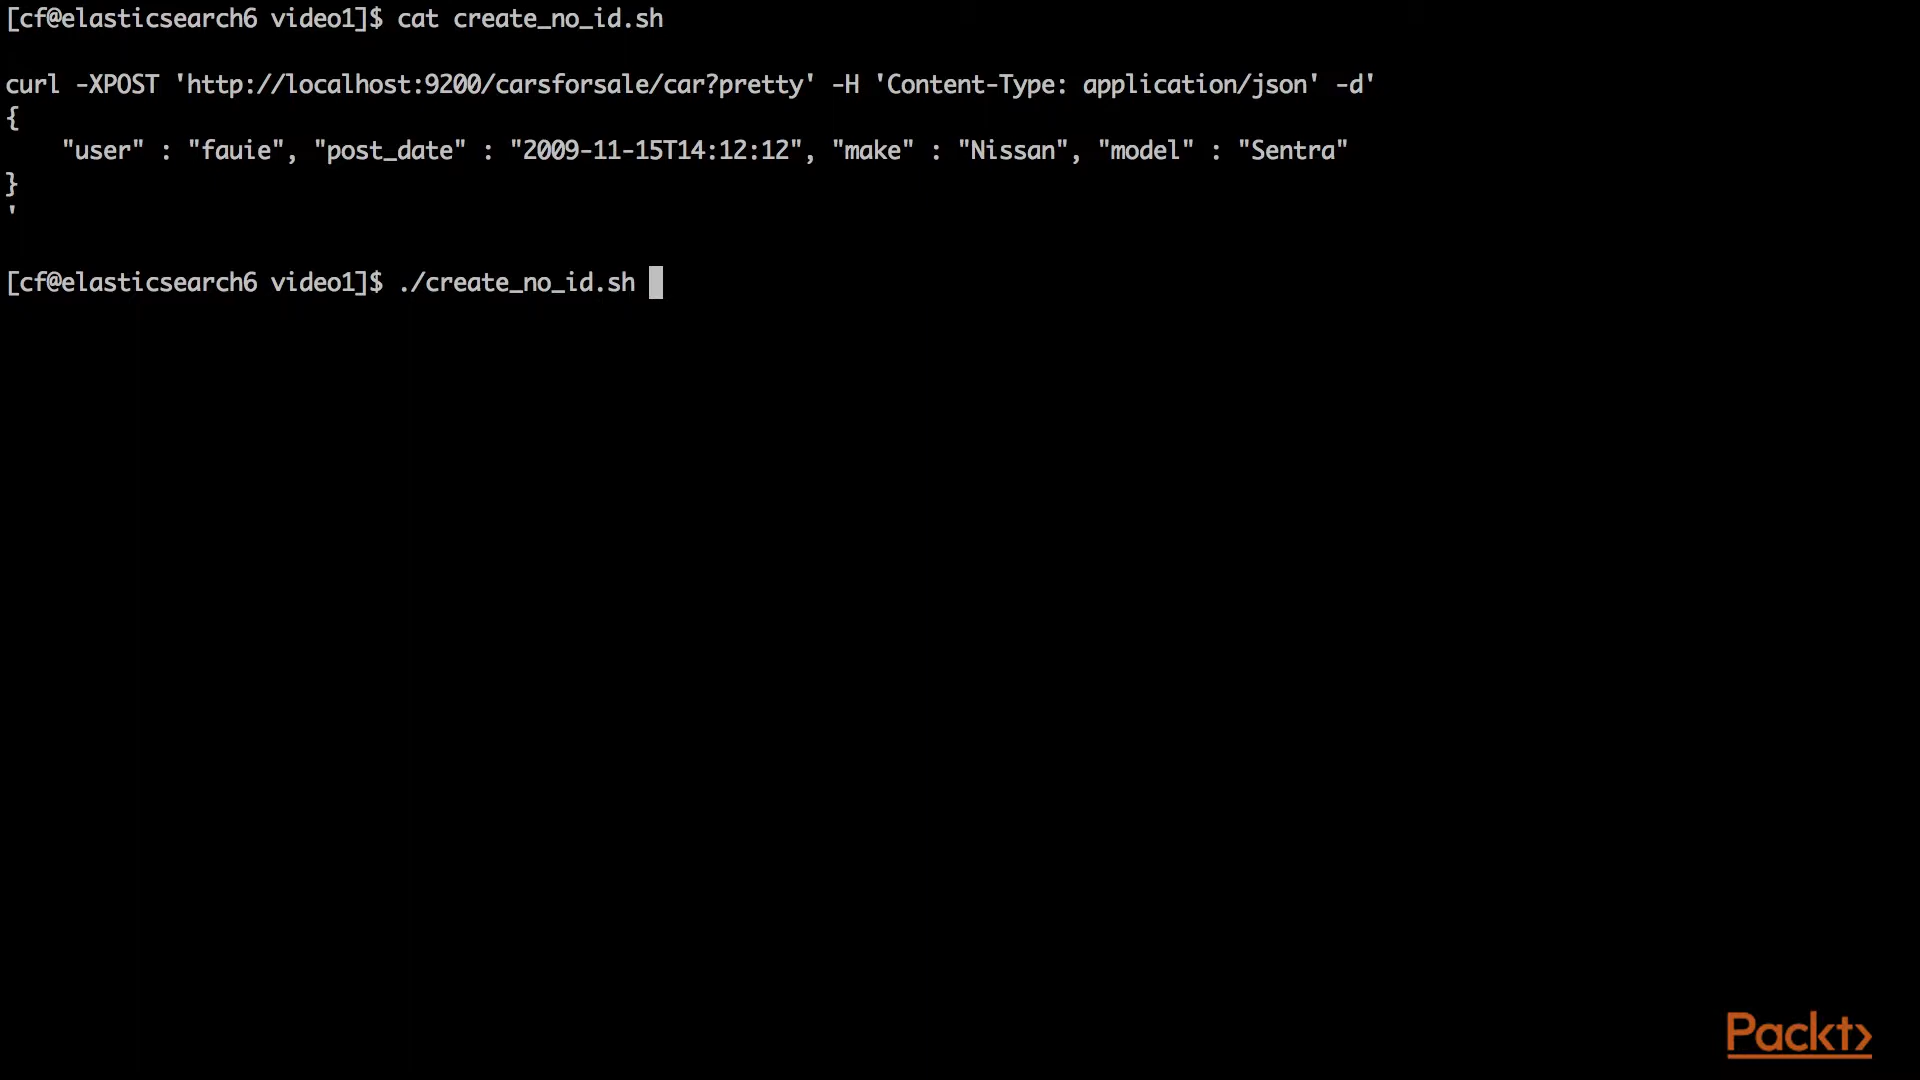 [cf@elasticsearch6 video1]$ cat create_no_id.sh
curl -XPOST 'http://localhost:9200/carsforsale/car?pretty' -H 'Content-Type: application/json' -d'
{
    "user" : "fauie", "post_date" : "2009-11-15T14:12:12", "make" : "Nissan", "model" : "Sentra"
}
'
[cf@elasticsearch6 video1]$ ./create_no_id.sh
Packt>